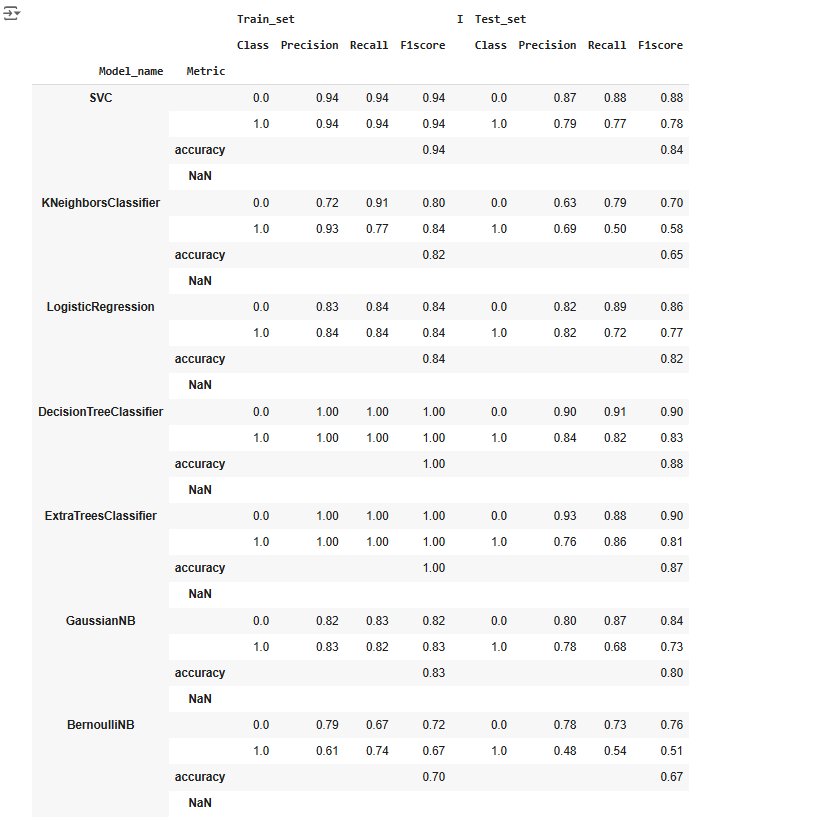 Train_set I Test_set
Class Precision Recall F1score Class Precision Recall F1score
Model_name Metric
SVC 0.0 0.94 0.94 0.94 0.0 0.87 0.88 0.88
1.0 0.94 0.94 0.94 1.0 0.79 0.77 0.78
accuracy 0.94 0.84
NaN
KNeighborsClassifier 0.0 0.72 0.91 0.80 0.0 0.63 0.79 0.70
1.0 0.93 0.77 0.84 1.0 0.69 0.50 0.58
accuracy 0.82 0.65
NaN
LogisticRegression 0.0 0.83 0.84 0.84 0.0 0.82 0.89 0.86
1.0 0.84 0.84 0.84 1.0 0.82 0.72 0.77
accuracy 0.84 0.82
NaN
DecisionTreeClassifier 0.0 1.00 1.00 1.00 0.0 0.90 0.91 0.90
1.0 1.00 1.00 1.00 1.0 0.84 0.82 0.83
accuracy 1.00 0.88
NaN
ExtraTreesClassifier 0.0 1.00 1.00 1.00 0.0 0.93 0.88 0.90
1.0 1.00 1.00 1.00 1.0 0.76 0.86 0.81
accuracy 1.00 0.87
NaN
GaussianNB 0.0 0.82 0.83 0.82 0.0 0.80 0.87 0.84
1.0 0.83 0.82 0.83 1.0 0.78 0.68 0.73
accuracy 0.83 0.80
NaN
BernoulliNB 0.0 0.79 0.67 0.72 0.0 0.78 0.73 0.76
1.0 0.61 0.74 0.67 1.0 0.48 0.54 0.51
accuracy 0.70 0.67
NaN